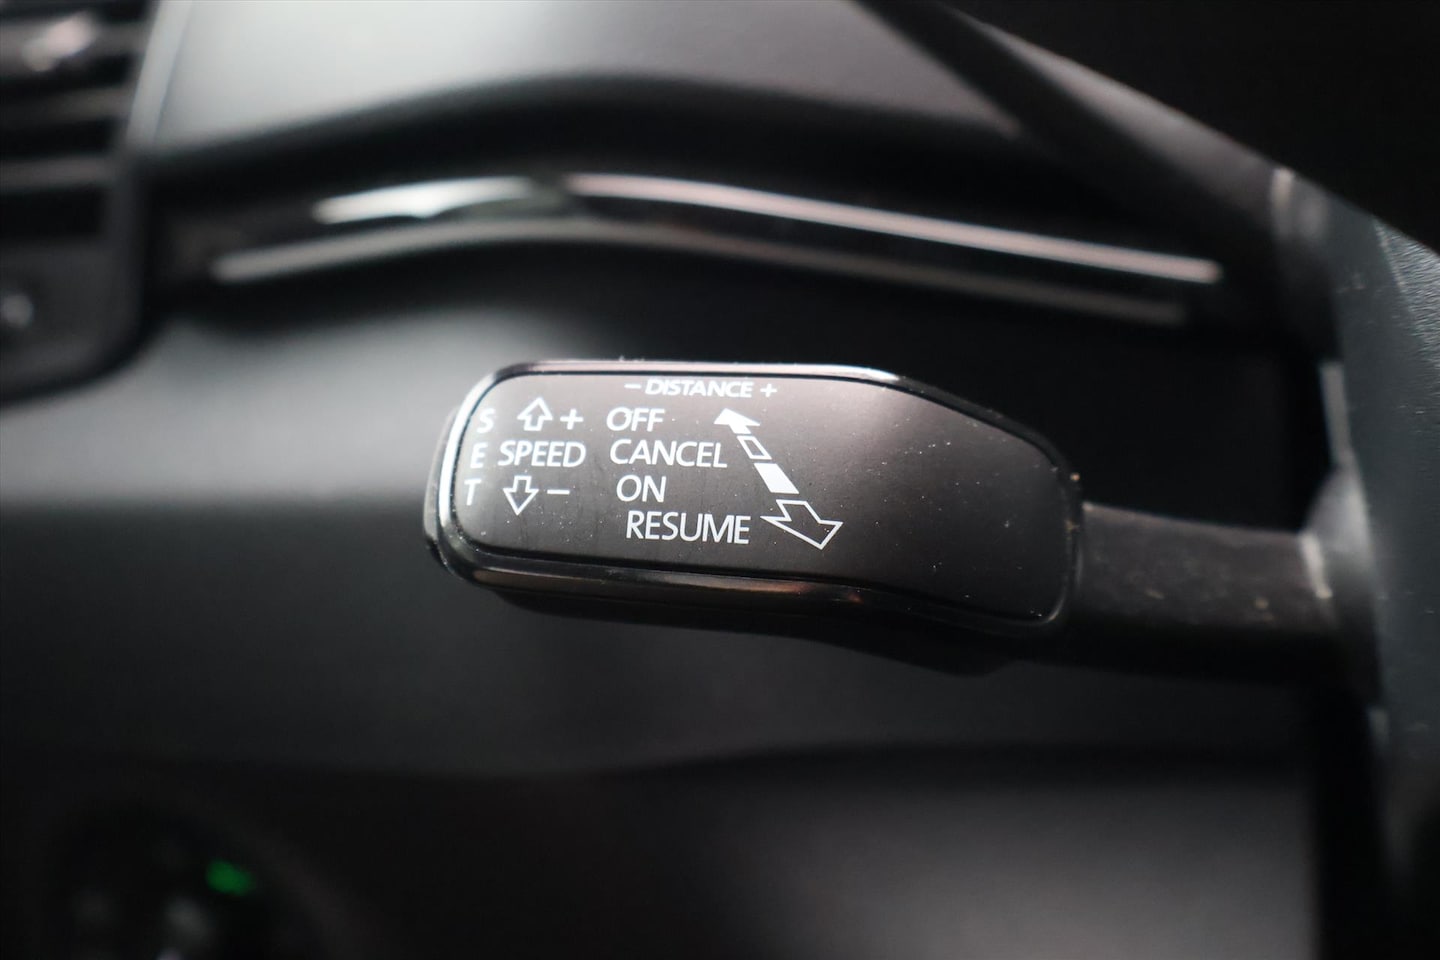 − DISTANCE +
S + OFF
E SPEED CANCEL
T − ON
RESUME